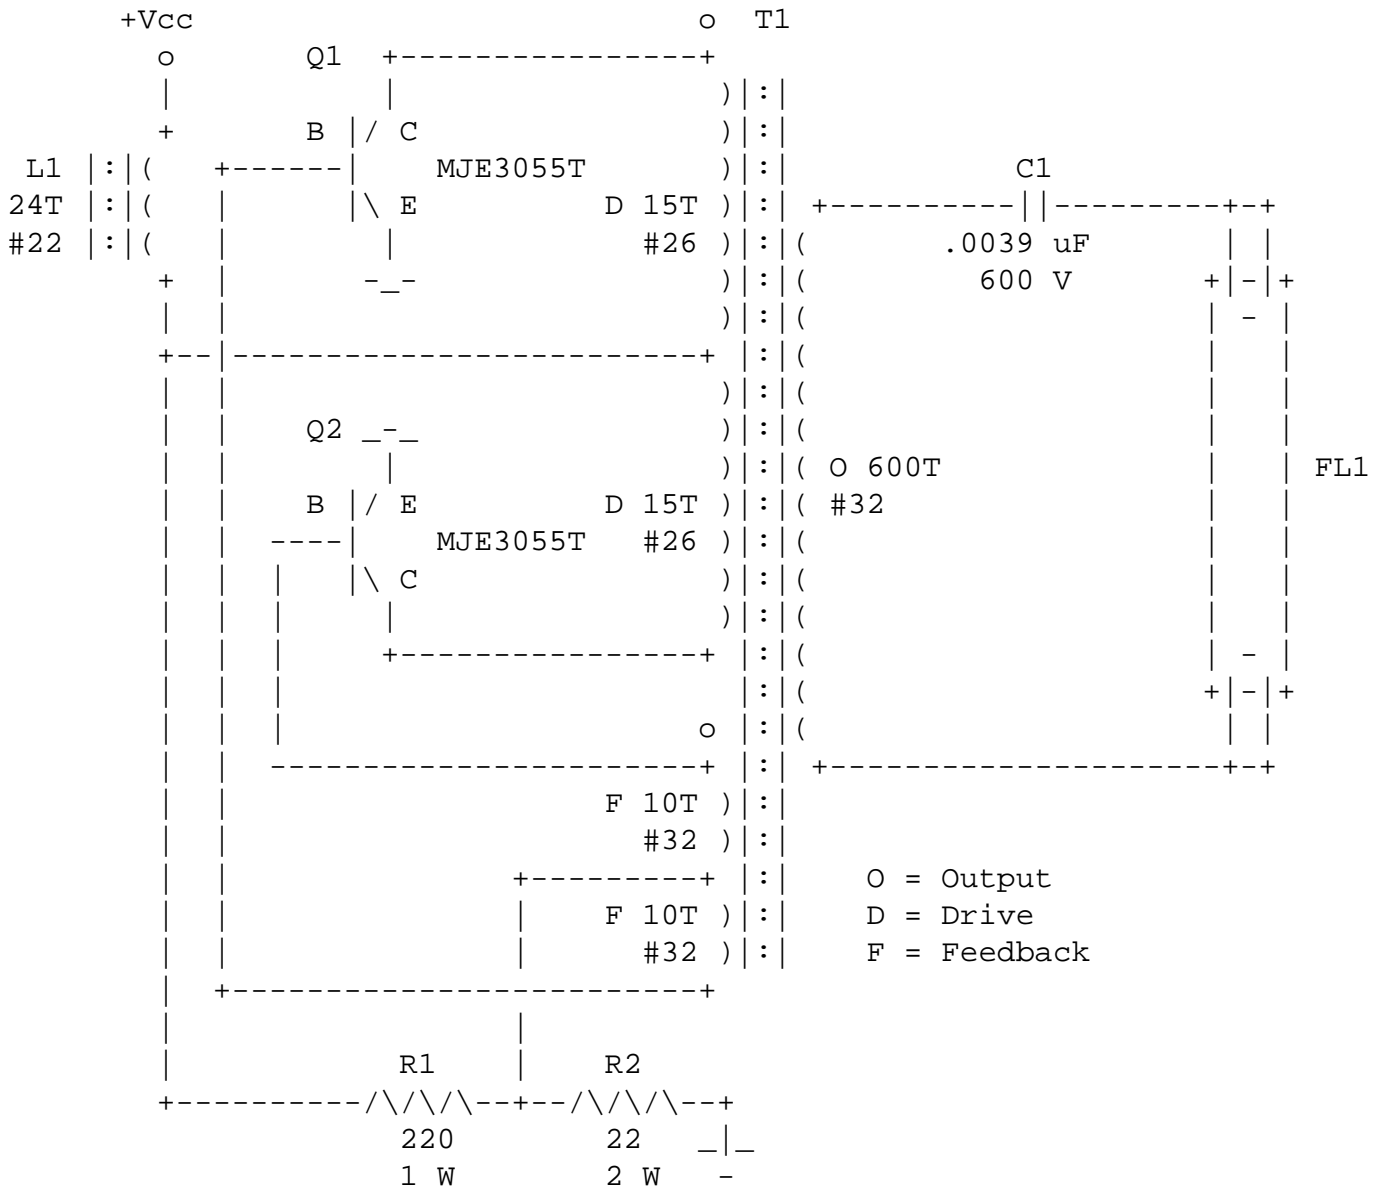 +Vcc o T1
o Q1 +----------------+
| | )|:|
+ B |/ C )|:|
L1 |:|( +------| MJE3055T )|:| C1
24T |:|( | |\ E D 15T )|:| +----------||---------+-+
#22 |:|( | | #26 )|:|( .0039 uF | |
+ | -_- )|:|( 600 V +|-|+
| | )|:|( | - |
+--|-------------------------+ |:|( | |
| | )|:|( | |
| | Q2 _-_ )|:|( | |
| | | )|:|( O 600T | | FL1
| | B |/ E D 15T )|:|( #32 | |
| | ----| MJE3055T #26 )|:|( | |
| | | |\ C )|:|( | |
| | | | )|:|( | |
| | | +----------------+ |:|( | - |
| | | |:|( +|-|+
| | | o |:|( | |
| | -----------------------+ |:| +---------------------+-+
| | F 10T )|:|
| | #32 )|:|
| | +---------+ |:| O = Output
| | | F 10T )|:| D = Drive
| | | #32 )|:| F = Feedback
| +-------------------------+
| |
| R1 | R2
+----------/\/\/\--+--/\/\/\--+
220 22 _|_
1 W 2 W -